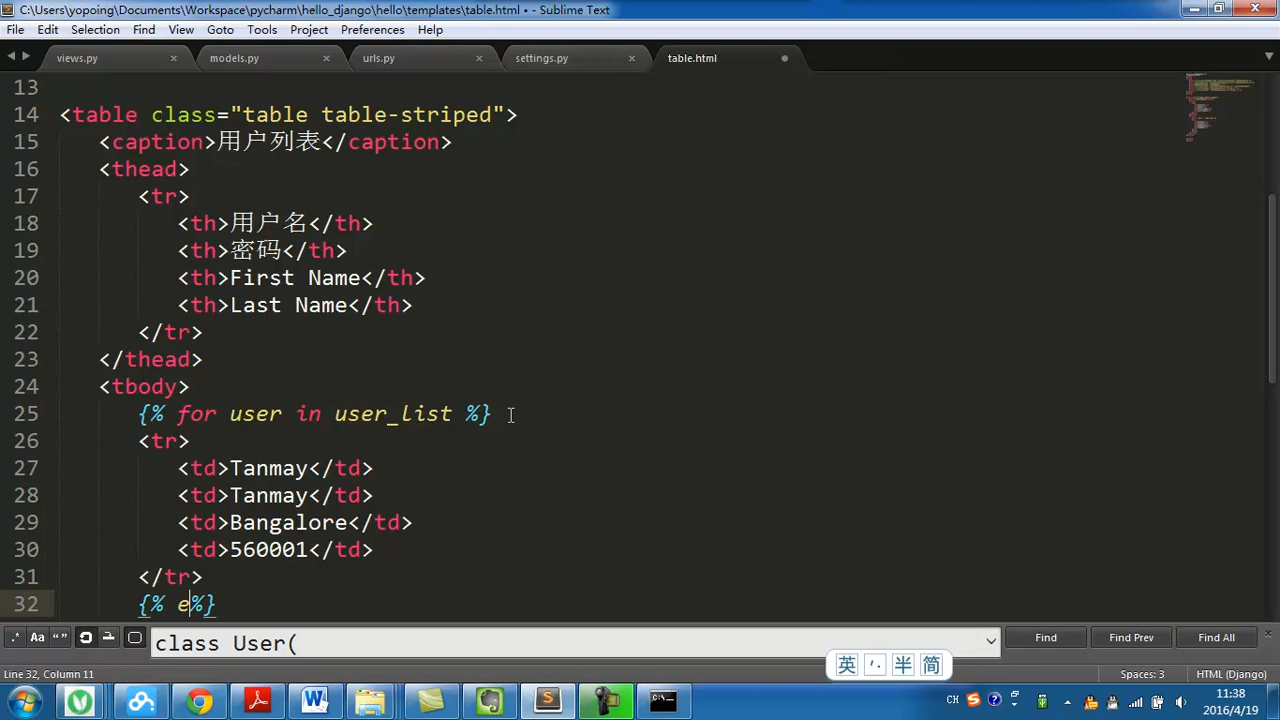 C:\Users\yopoing\Documents\Workspace\pycharm\hello_django\hello\templates\table.html • - Sublime Text
File Edit Selection Find View Goto Tools Project Preferences Help
views.py × models.py × urls.py × settings.py × table.html
13
14 <table class="table table-striped">
15 <caption>用户列表</caption>
16 <thead>
17 <tr>
18 <th>用户名</th>
19 <th>密码</th>
20 <th>First Name</th>
21 <th>Last Name</th>
22 </tr>
23 </thead>
24 <tbody>
25 {% for user in user_list %}
26 <tr>
27 <td>Tanmay</td>
28 <td>Tanmay</td>
29 <td>Bangalore</td>
30 <td>560001</td>
31 </tr>
32 {% e%}
.* Aa “ ” class User( Find Find Prev Find All
英 半 简
Line 32, Column 11 Spaces: 3 HTML (Django)
CH 11:38
2016/4/19